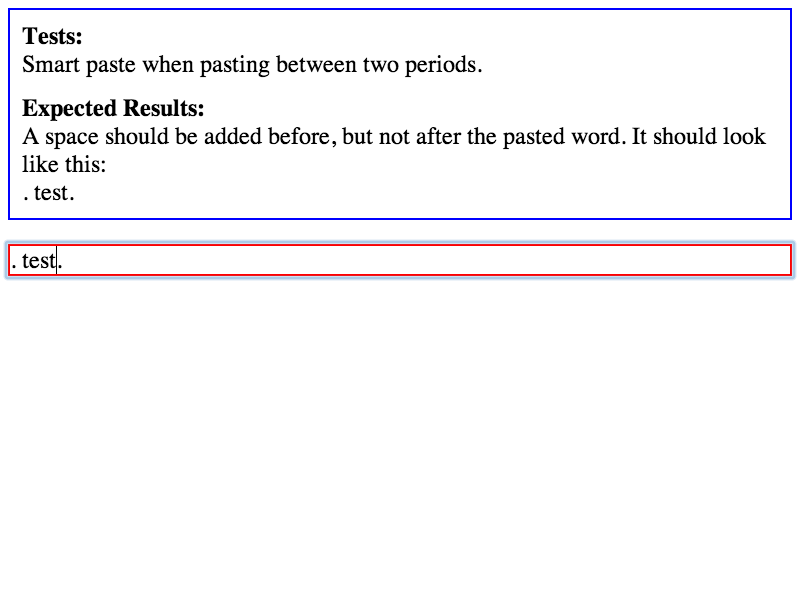 Tests:
Smart paste when pasting between two periods.
Expected Results:
A space should be added before, but not after the pasted word. It should look
like this:
. test.
. test.